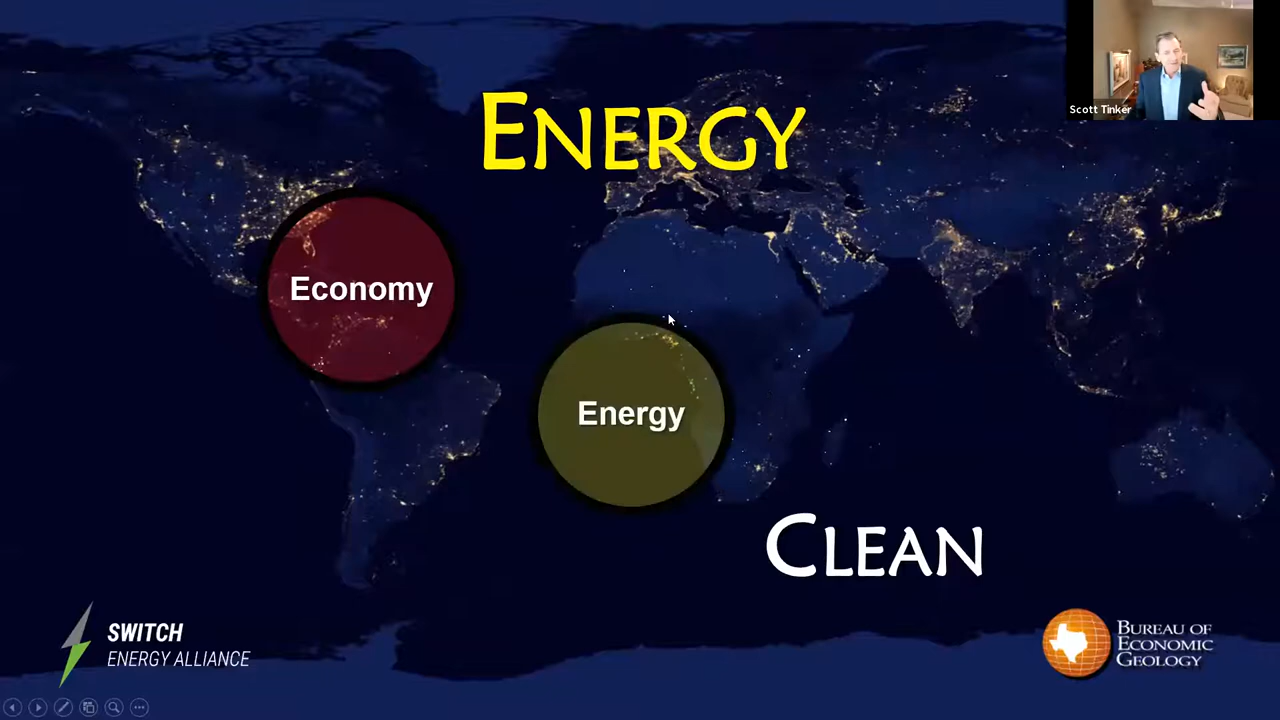 Scott Tinker
ENERGY
Economy
Energy
CLEAN
SWITCH
ENERGY ALLIANCE
BUREAU OF
ECONOMIC
GEOLOGY